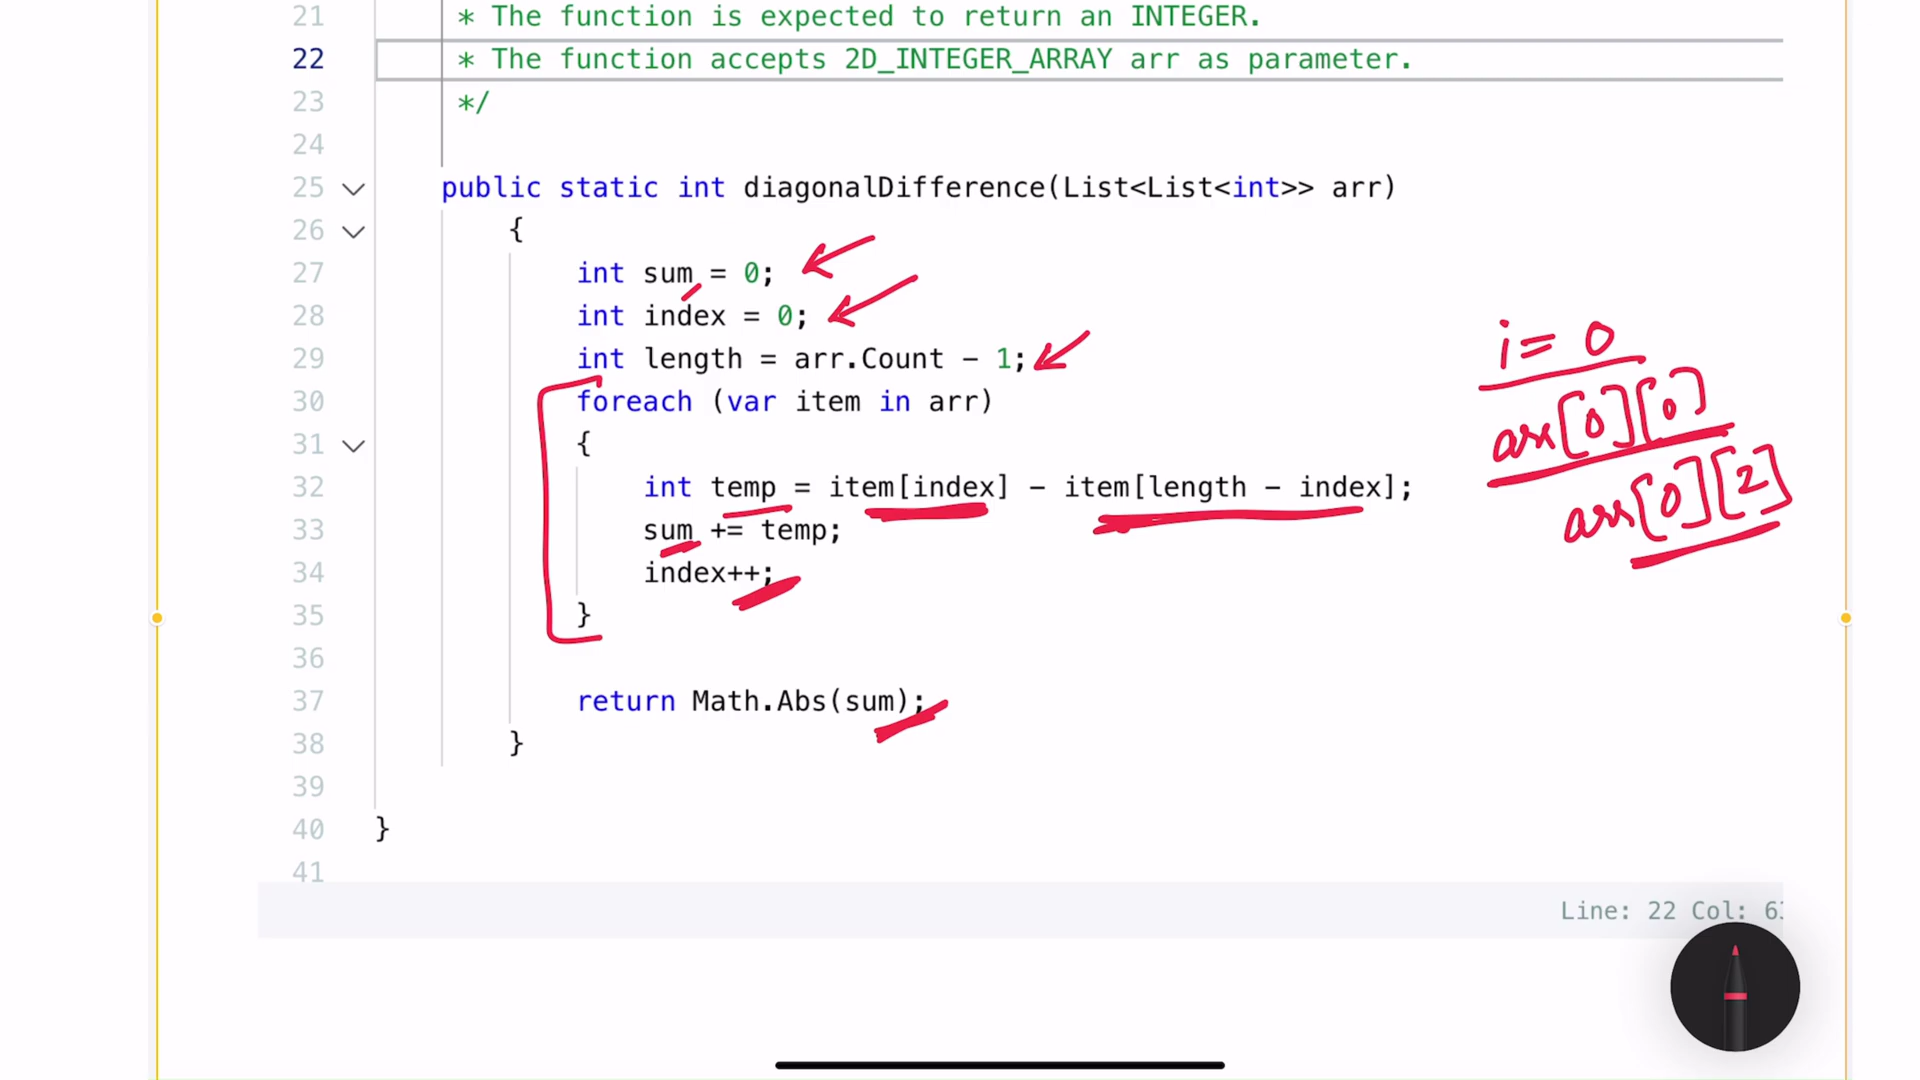 21 * The function is expected to return an INTEGER.
22 * The function accepts 2D_INTEGER_ARRAY arr as parameter.
23 */
24
25 public static int diagonalDifference(List<List<int>> arr)
26 {
27 int sum = 0;
28 int index = 0;
29 int length = arr.Count - 1;
30 foreach (var item in arr)
31 {
32 int temp = item[index] - item[length - index];
33 sum += temp;
34 index++;
35 }
36
37 return Math.Abs(sum);
38 }
39
40 }
41
i = 0
arr[0][0]
arr[0][2]
Line: 22 Col: